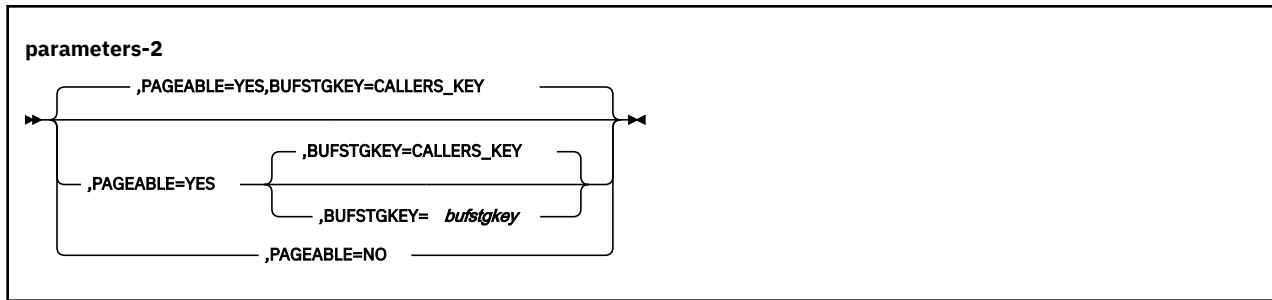 parameters-2
,PAGEABLE=YES,BUFSTGKEY=CALLERS_KEY
,BUFSTGKEY=CALLERS_KEY
,PAGEABLE=YES
,BUFSTGKEY= bufstgkey
,PAGEABLE=NO